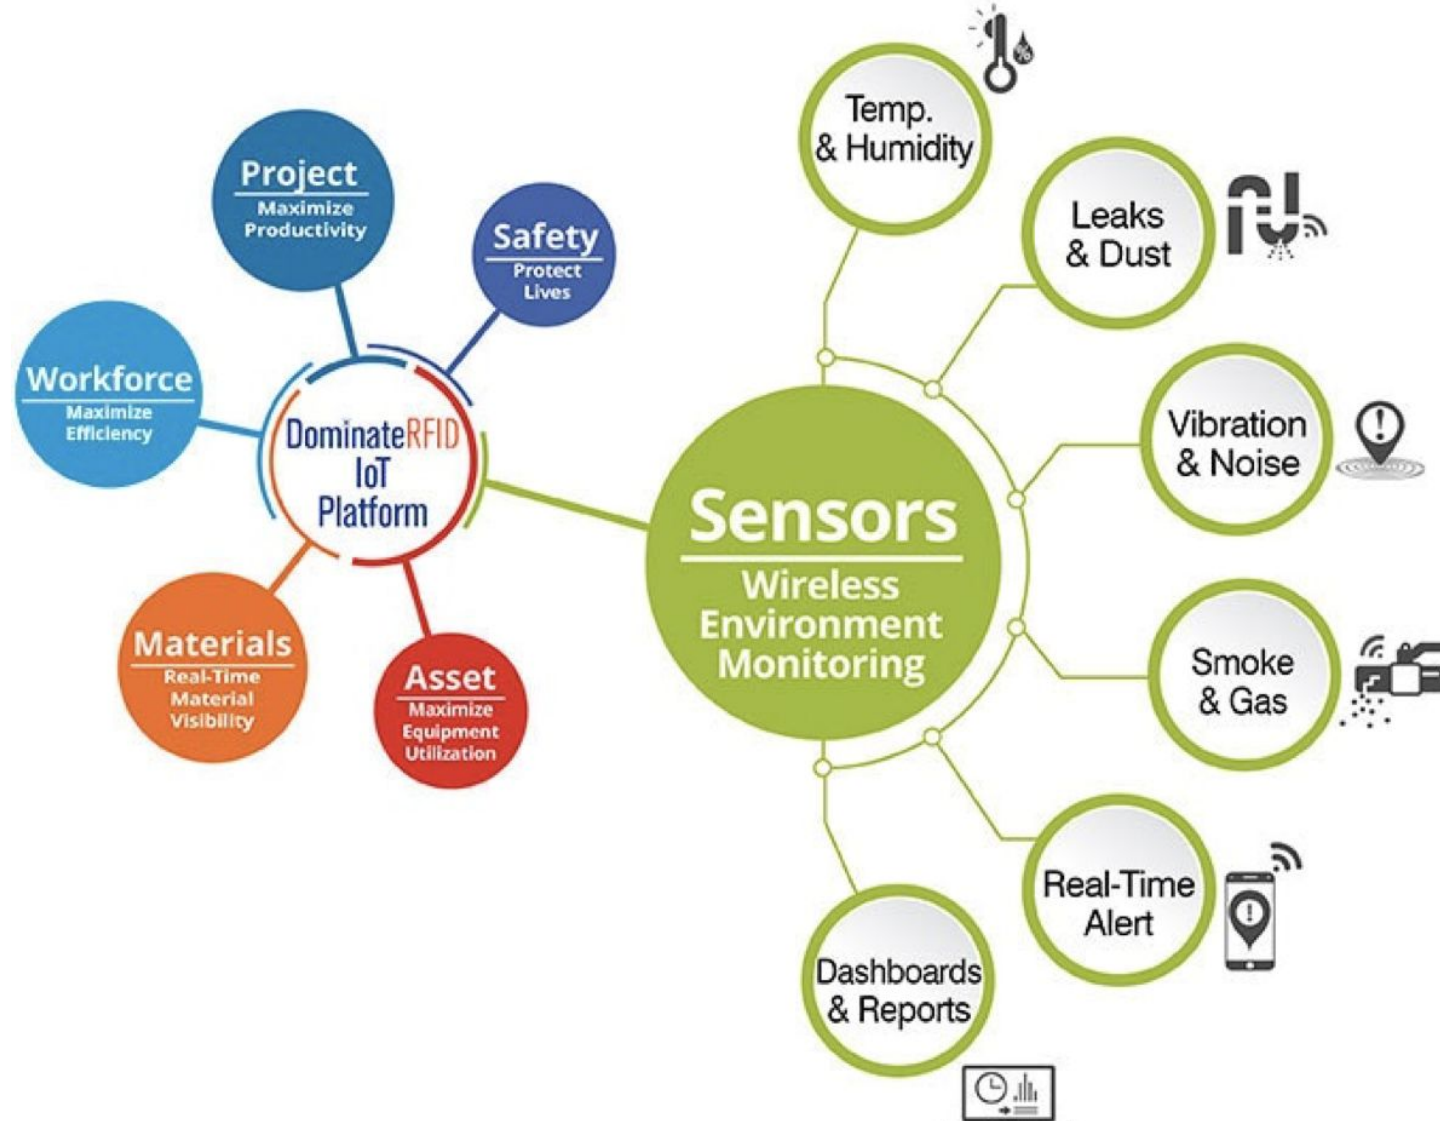 Project
Maximize
Productivity
Safety
Protect
Lives
Workforce
Maximize
Efficiency
DominateRFID
IoT
Platform
Materials
Real-Time
Material
Visibility
Asset
Maximize
Equipment
Utilization
Sensors
Wireless
Environment
Monitoring
Temp.
& Humidity
%
Leaks
& Dust
Vibration
& Noise
!
Smoke
& Gas
Real-Time
Alert
!
Dashboards
& Reports